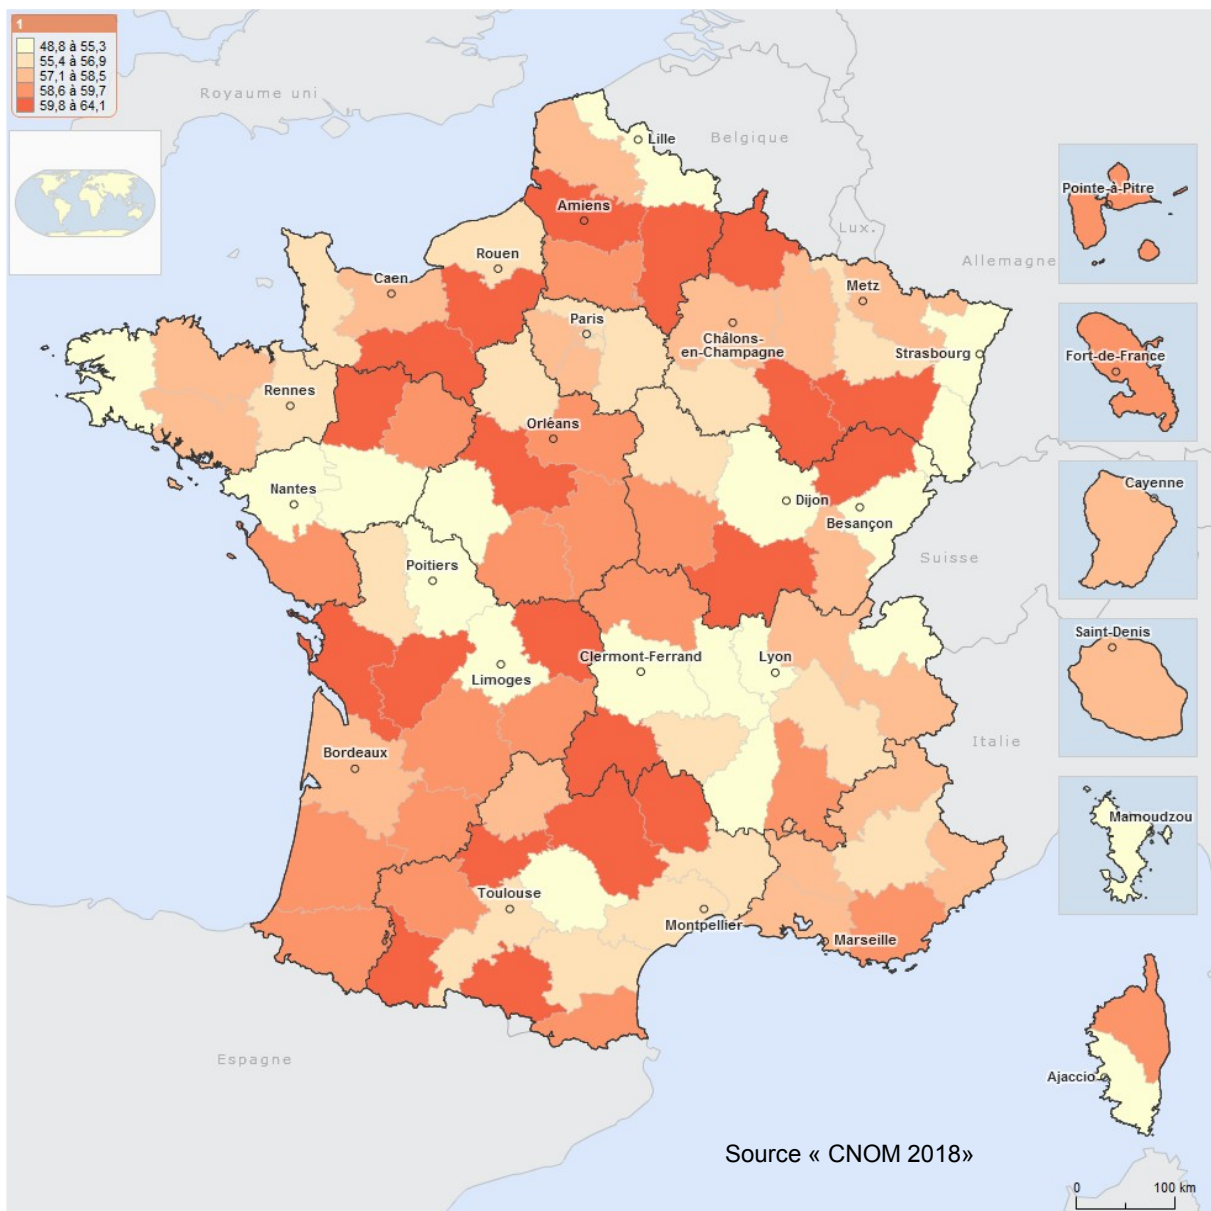 1
48,8 à 55,3
55,4 à 56,9
57,1 à 58,5
58,6 à 59,7
59,8 à 64,1
Royaume uni
Belgique
Lux.
Allemagne
Suisse
Italie
Espagne
Lille
Amiens
Rouen
Caen
Paris
Metz
Châlons-
en-Champagne
Strasbourg
Rennes
Orléans
Nantes
Dijon
Besançon
Poitiers
Limoges
Clermont-Ferrand
Lyon
Bordeaux
Toulouse
Montpellier
Marseille
Ajaccio
Pointe-à-Pitre
Fort-de-France
Cayenne
Saint-Denis
Mamoudzou
Source « CNOM 2018»
0 100 km